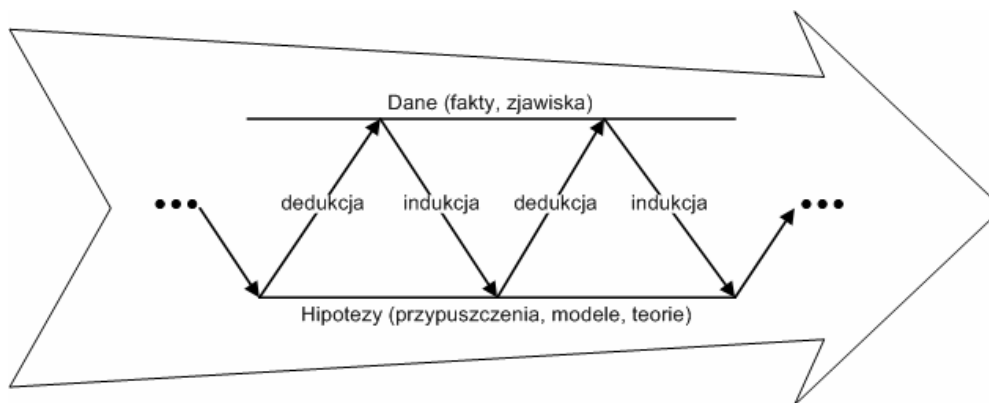 Dane (fakty, zjawiska)
dedukcja indukcja dedukcja indukcja
Hipotezy (przypuszczenia, modele, teorie)